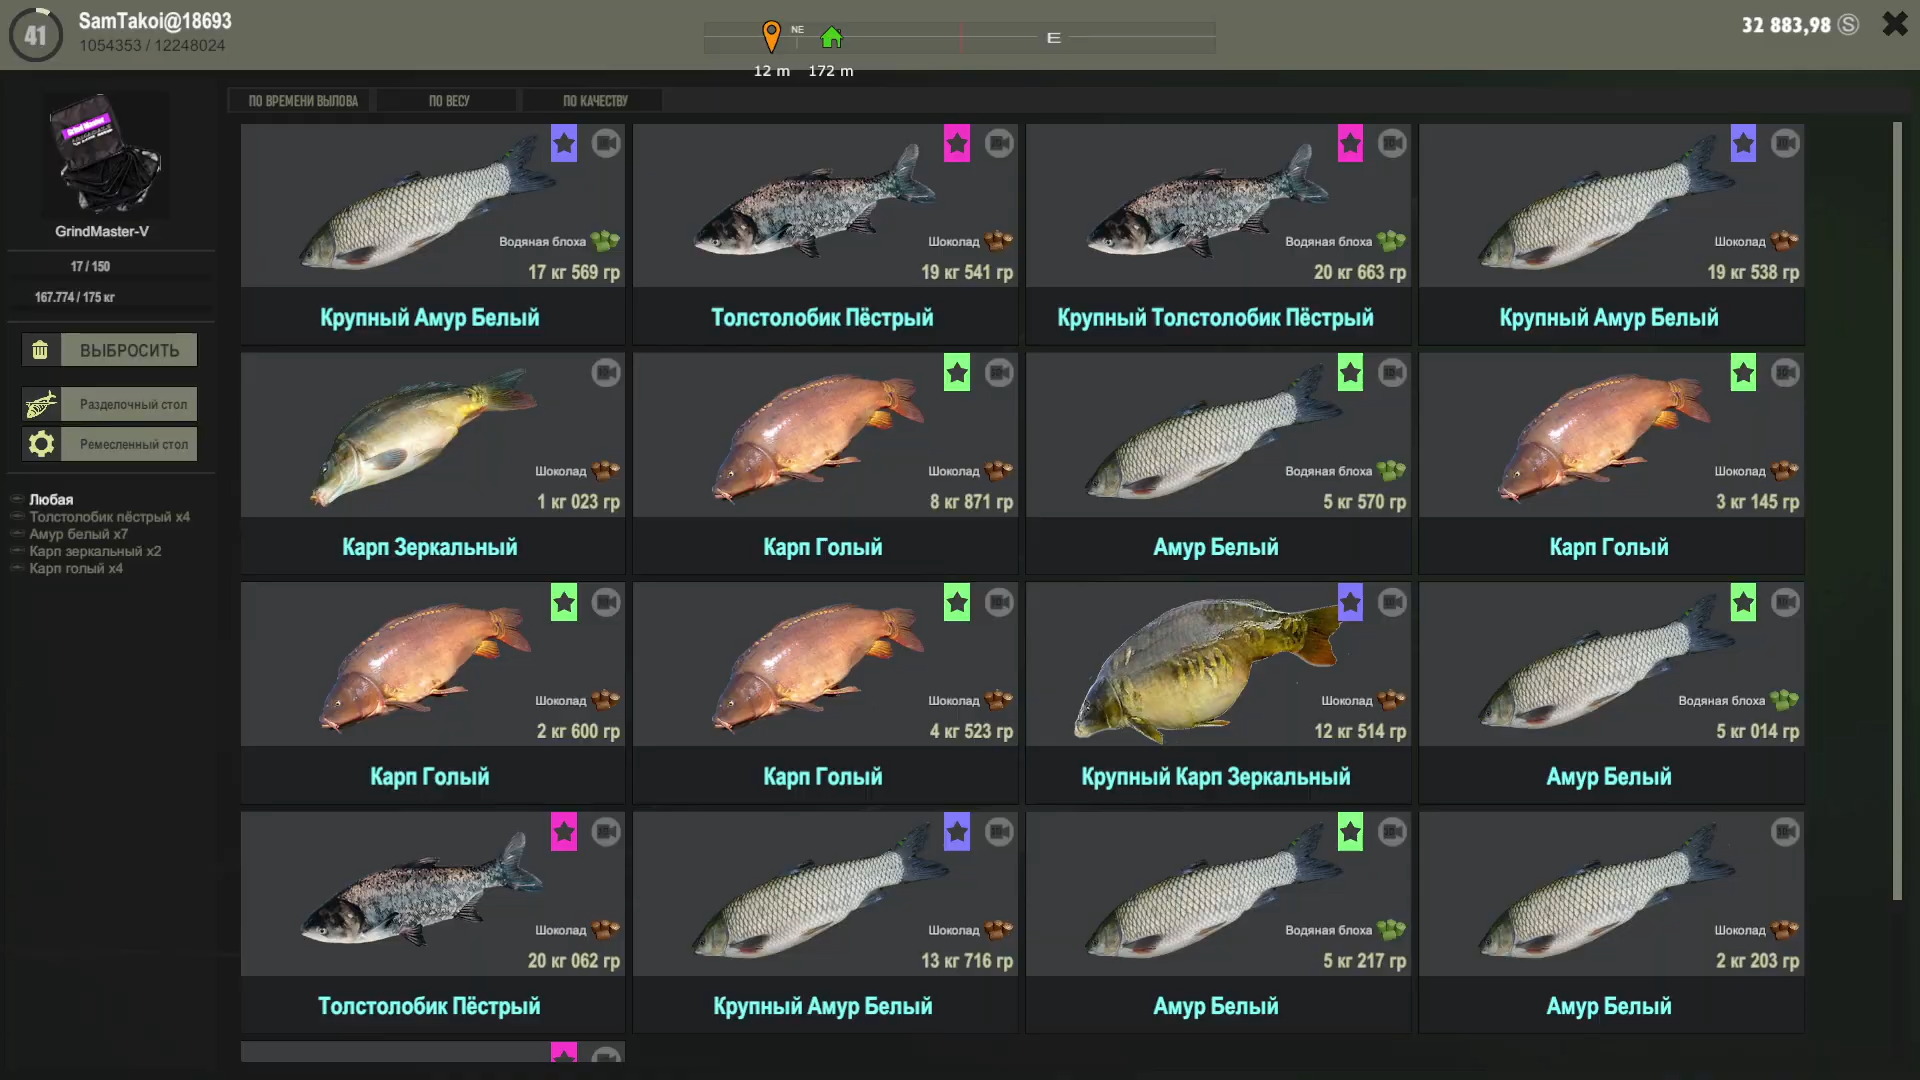 41
SamTakoi@18693
1054353 / 12248024
NE
E
12 m
172 m
32 883,98
GrindMaster-V
17 / 150
167.774 / 175 кг
ВЫБРОСИТЬ
Разделочный стол
Ремесленный стол
Любая
Толстолобик пёстрый x4
Амур белый x7
Карп зеркальный x2
Карп голый x4
ПО ВРЕМЕНИ ВЫЛОВА
ПО ВЕСУ
ПО КАЧЕСТВУ
Водяная блоха
17 кг 569 гр
Крупный Амур Белый
Шоколад
19 кг 541 гр
Толстолобик Пёстрый
Водяная блоха
20 кг 663 гр
Крупный Толстолобик Пёстрый
Шоколад
19 кг 538 гр
Крупный Амур Белый
Шоколад
1 кг 023 гр
Карп Зеркальный
Шоколад
8 кг 871 гр
Карп Голый
Водяная блоха
5 кг 570 гр
Амур Белый
Шоколад
3 кг 145 гр
Карп Голый
Шоколад
2 кг 600 гр
Карп Голый
Шоколад
4 кг 523 гр
Карп Голый
Шоколад
12 кг 514 гр
Крупный Карп Зеркальный
Водяная блоха
5 кг 014 гр
Амур Белый
Шоколад
20 кг 062 гр
Толстолобик Пёстрый
Шоколад
13 кг 716 гр
Крупный Амур Белый
Водяная блоха
5 кг 217 гр
Амур Белый
Шоколад
2 кг 203 гр
Амур Белый